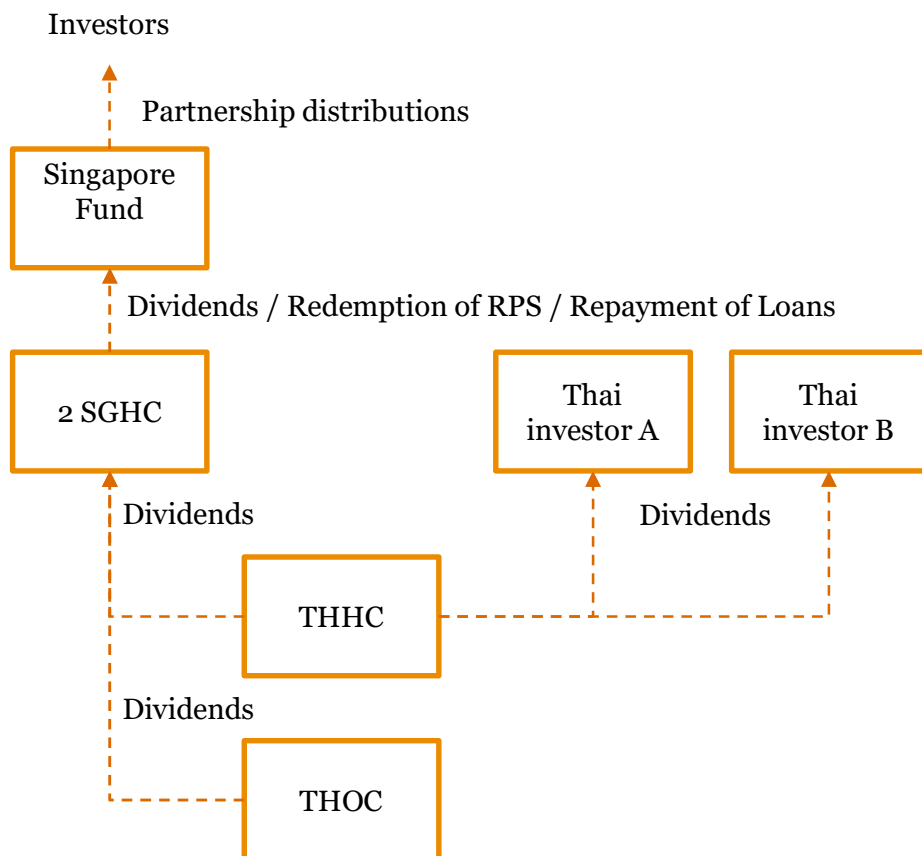 Investors
Partnership distributions
Singapore
Fund
Dividends / Redemption of RPS / Repayment of Loans
2 SGHC
Thai
investor A
Thai
investor B
Dividends
Dividends
THHC
Dividends
THOC